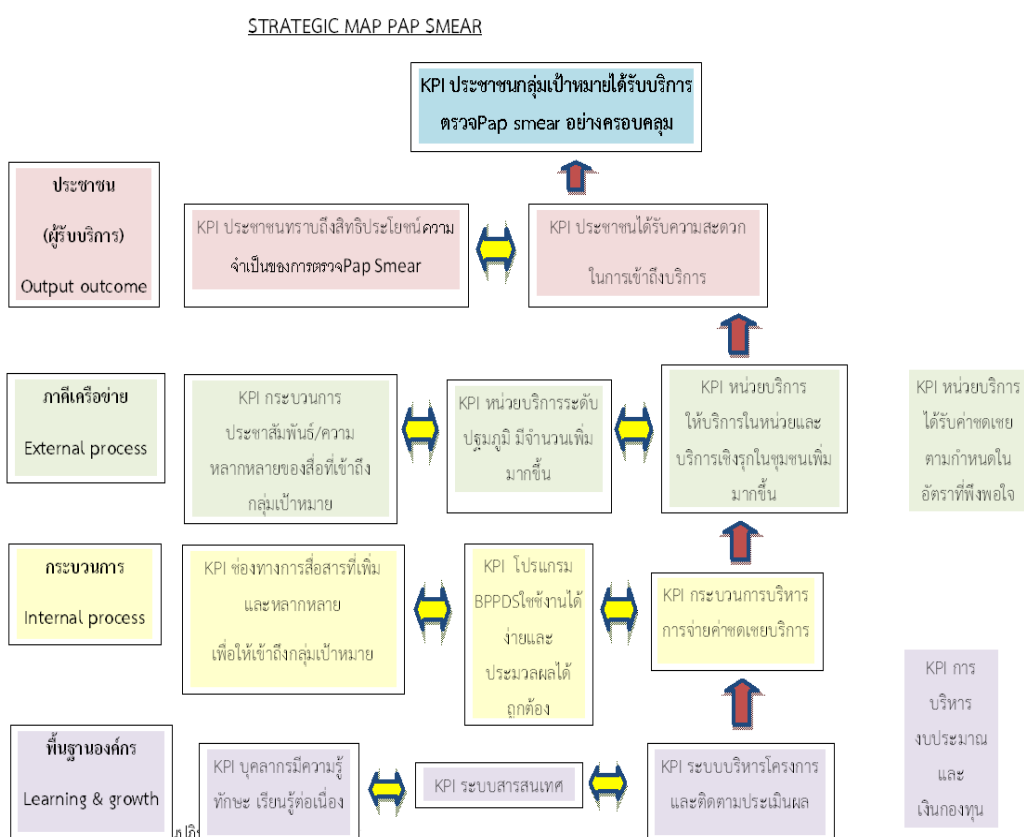 STRATEGIC MAP PAP SMEAR
KPI ประชาชนกลุ่มเป้าหมายได้รับบริการ
ตรวจPap smear อย่างครอบคลุม
ประชาชน
(ผู้รับบริการ)
Output outcome
KPI ประชาชนทราบถึงสิทธิประโยชน์ความ
จำเป็นของการตรวจPap Smear
KPI ประชาชนได้รับความสะดวก
ในการเข้าถึงบริการ
ภาคีเครือข่าย
External process
KPI กระบวนการ
ประชาสัมพันธ์/ความ
หลากหลายของสื่อที่เข้าถึง
กลุ่มเป้าหมาย
KPI หน่วยบริการระดับ
ปฐมภูมิ มีจำนวนเพิ่ม
มากขึ้น
KPI หน่วยบริการ
ให้บริการในหน่วยและ
บริการเชิงรุกในชุมชนเพิ่ม
มากขึ้น
KPI หน่วยบริการ
ได้รับค่าชดเชย
ตามกำหนดใน
อัตราที่พึงพอใจ
กระบวนการ
Internal process
KPI ช่องทางการสื่อสารที่เพิ่ม
และหลากหลาย
เพื่อให้เข้าถึงกลุ่มเป้าหมาย
KPI โปรแกรม
BPPDSใช้งานได้
ง่ายและ
ประมวลผลได้
ถูกต้อง
KPI กระบวนการบริหาร
การจ่ายค่าชดเชยบริการ
KPI การ
บริหาร
งบประมาณ
และ
เงินกองทุน
พื้นฐานองค์กร
Learning & growth
KPI บุคลากรมีความรู้
ทักษะ เรียนรู้ต่อเนื่อง
KPI ระบบสารสนเทศ
KPI ระบบบริหารโครงการ
และติดตามประเมินผล